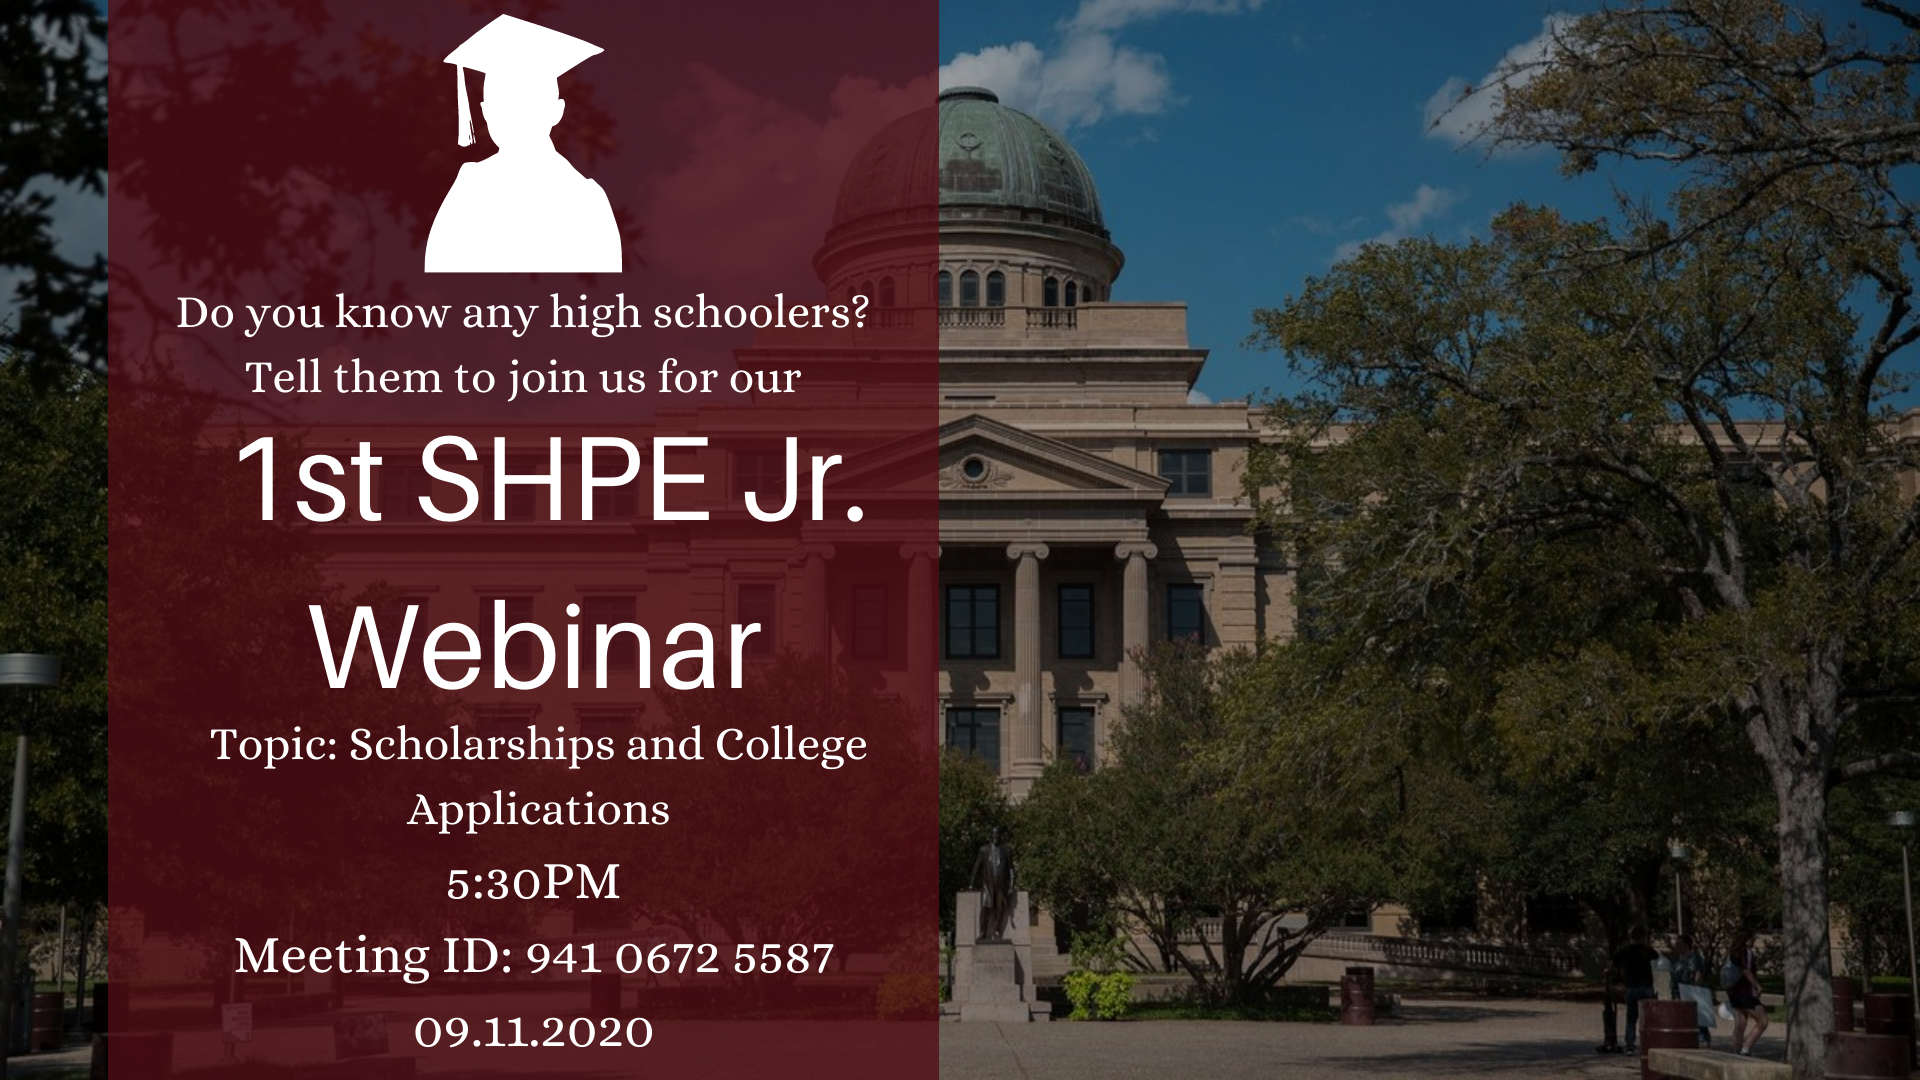 Do you know any high schoolers?
Tell them to join us for our
1st SHPE Jr.
Webinar
Topic: Scholarships and College
Applications
5:30PM
Meeting ID: 941 0672 5587
09.11.2020